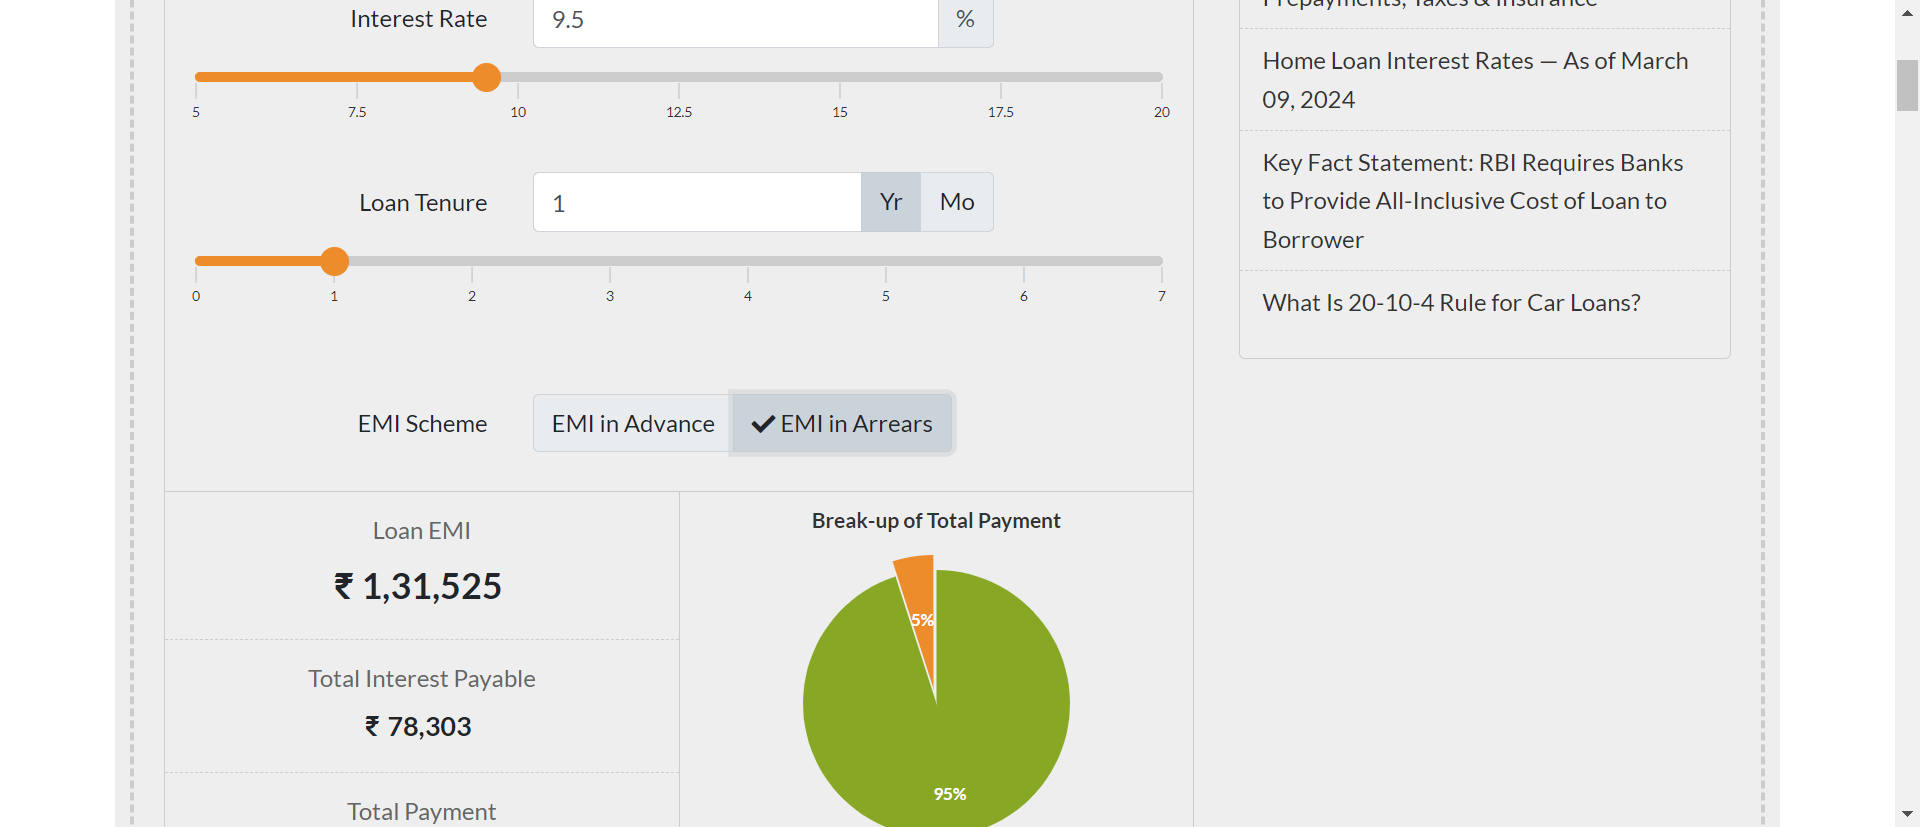 Interest Rate
9.5
%
5 7.5 10 12.5 15 17.5 20
Loan Tenure
1
Yr
Mo
0 1 2 3 4 5 6 7
EMI Scheme
EMI in Advance
EMI in Arrears
Loan EMI
₹ 1,31,525
Total Interest Payable
₹ 78,303
Total Payment
Break-up of Total Payment
5%
95%
Prepayments, Taxes & Insurance
Home Loan Interest Rates — As of March
09, 2024
Key Fact Statement: RBI Requires Banks
to Provide All-Inclusive Cost of Loan to
Borrower
What Is 20-10-4 Rule for Car Loans?